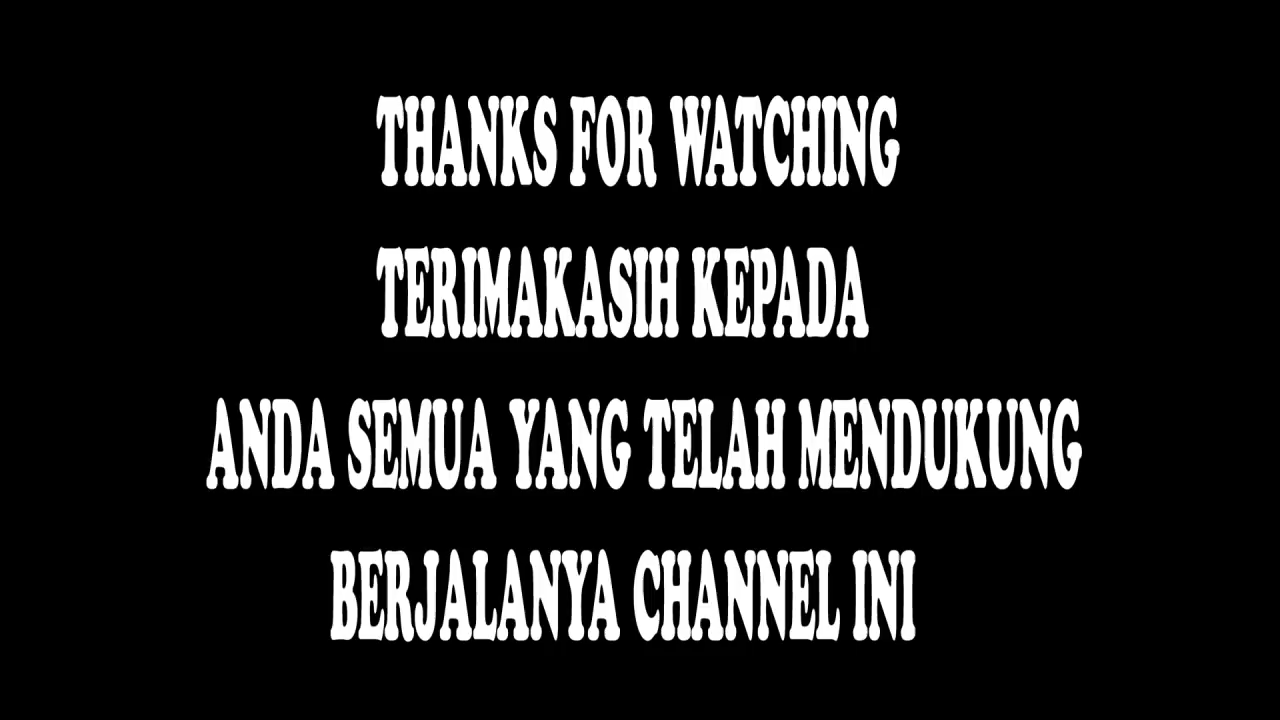 THANKS FOR WATCHING
TERIMAKASIH KEPADA
ANDA SEMUA YANG TELAH MENDUKUNG
BERJALANYA CHANNEL INI